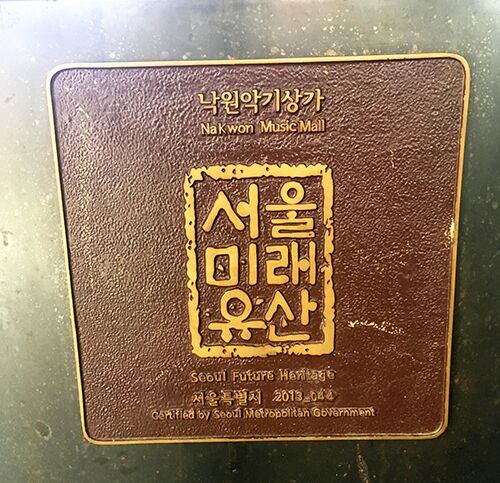 낙원악기상가
Nakwon Music Mall
서울
미래
유산
Seoul Future Heritage
서울특별시 2013-044
Certified by Seoul Metropolitan Government